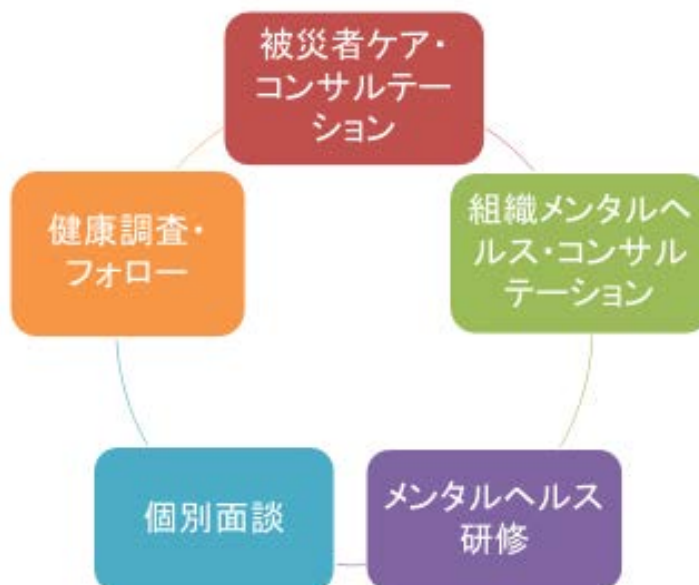 被災者ケア・
コンサルテー
ション
組織メンタルヘ
ルス・コンサル
テーション
メンタルヘルス
研修
個別面談
健康調査・
フォロー